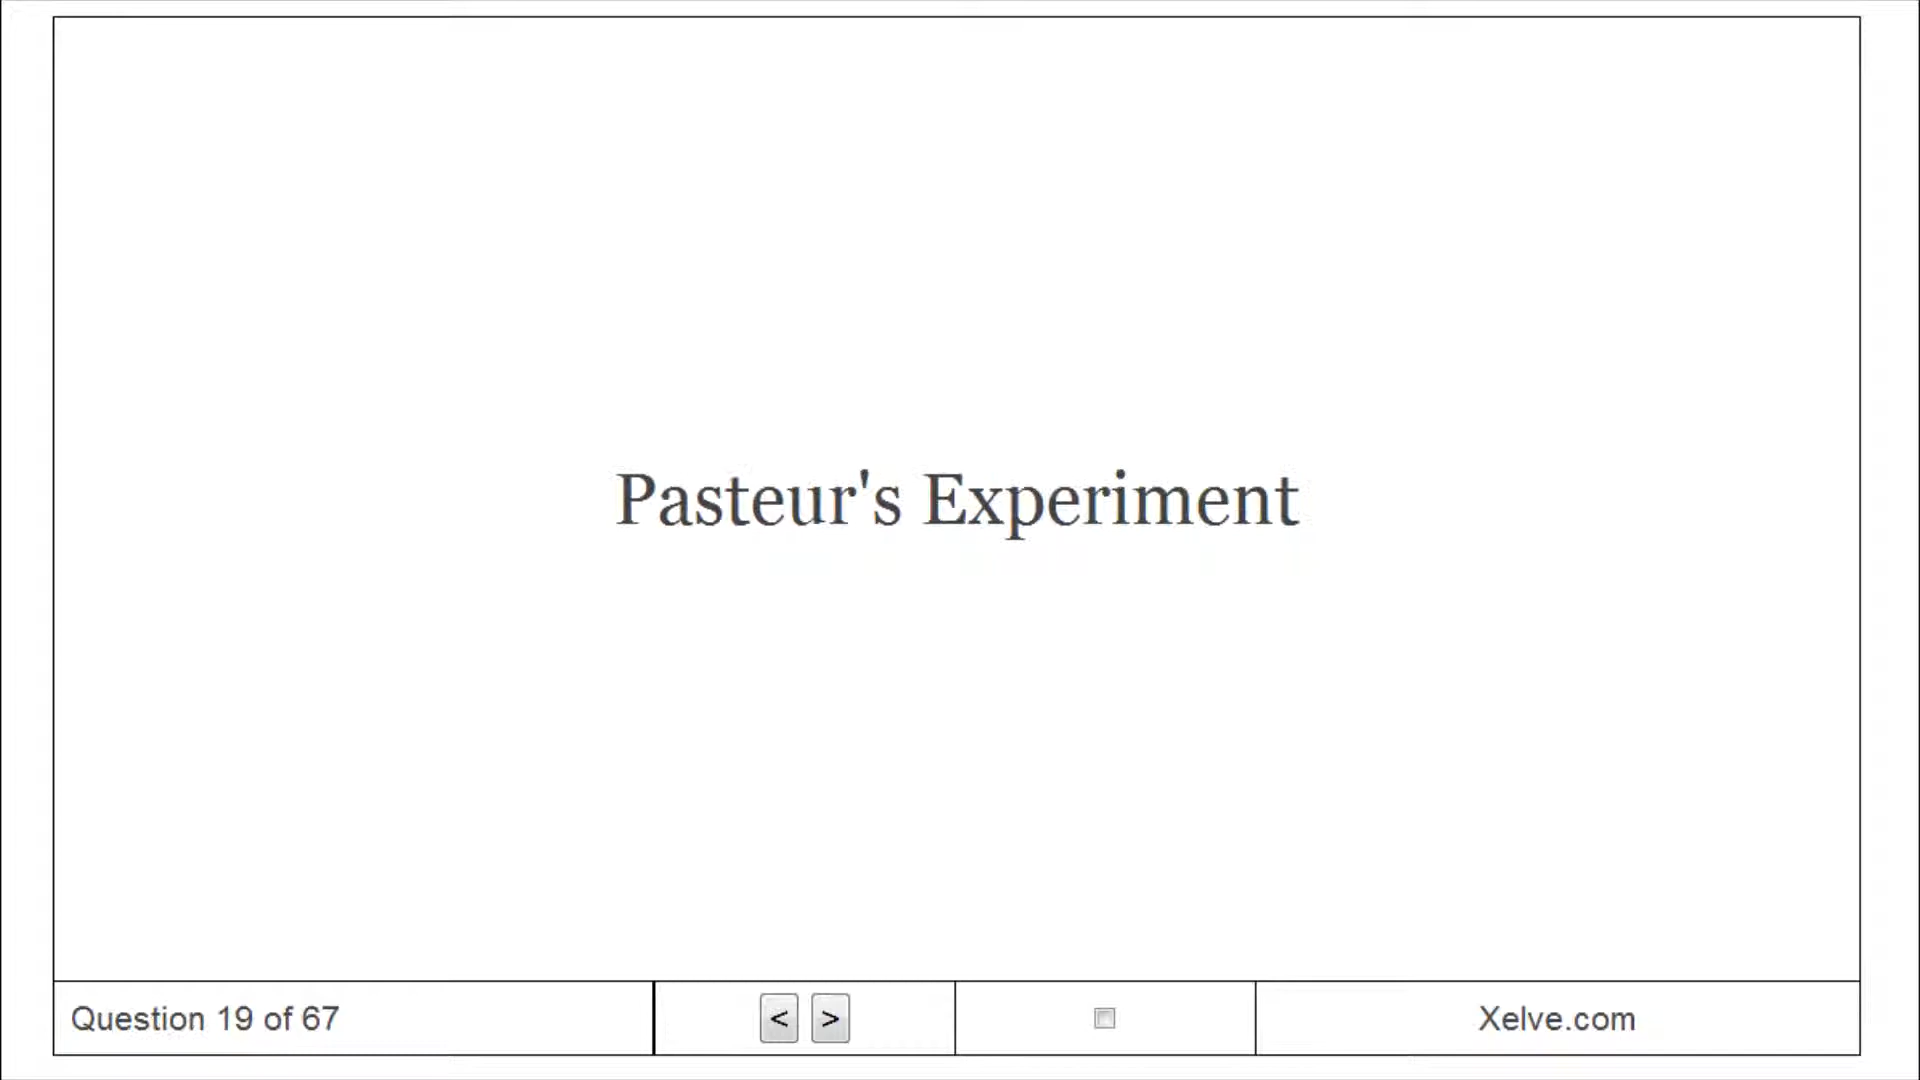 Pasteur's Experiment
Question 19 of 67
< >
Xelve.com